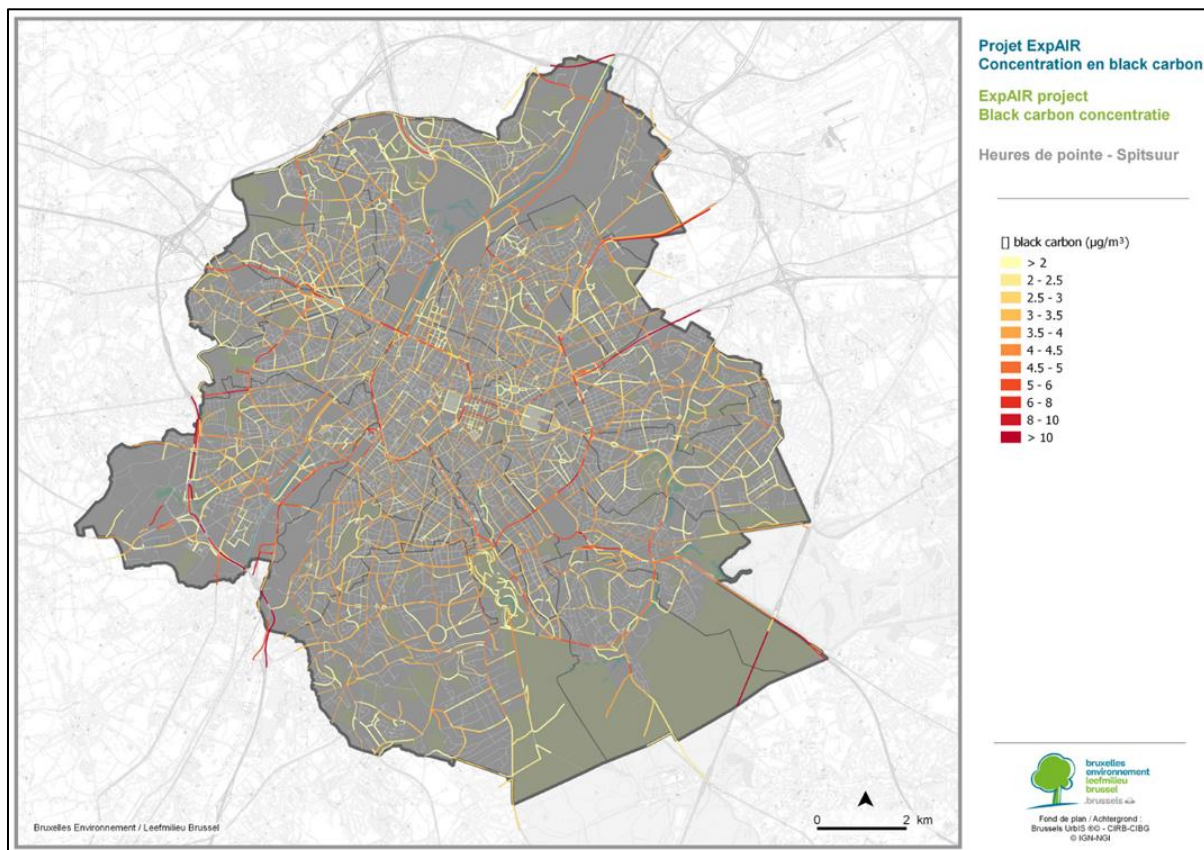 Projet ExpAIR
Concentration en black carbon
ExpAIR project
Black carbon concentratie
Heures de pointe - Spitsuur
[] black carbon (µg/m³)
> 2
2 - 2.5
2.5 - 3
3 - 3.5
3.5 - 4
4 - 4.5
4.5 - 5
5 - 6
6 - 8
8 - 10
> 10
Bruxelles Environnement / Leefmilieu Brussel
0 2 km
bruxelles
environnement
leefmilieu
brussel
.brussels
Fond de plan / Achtergrond :
Brussels UrbIS ®© - CIRB-CIBG
© IGN-NGI